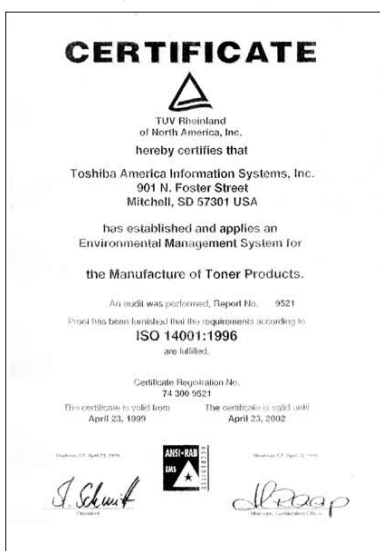 CERTIFICATE
TUV Rheinland
of North America, Inc.
hereby certifies that
Toshiba America Information Systems, Inc.
901 N. Foster Street
Mitchell, SD 57301 USA
has established and applies an
Environmental Management System for
the Manufacture of Toner Products.
An audit was performed, Report No. 9521
Proof has been furnished that the requirements according to
ISO 14001:1996
are fulfilled.
Certificate Registration No.
74 300 9521
The certificate is valid from The certificate is valid until
April 23, 1999 April 23, 2002
ANSI•RAB
EMS
President